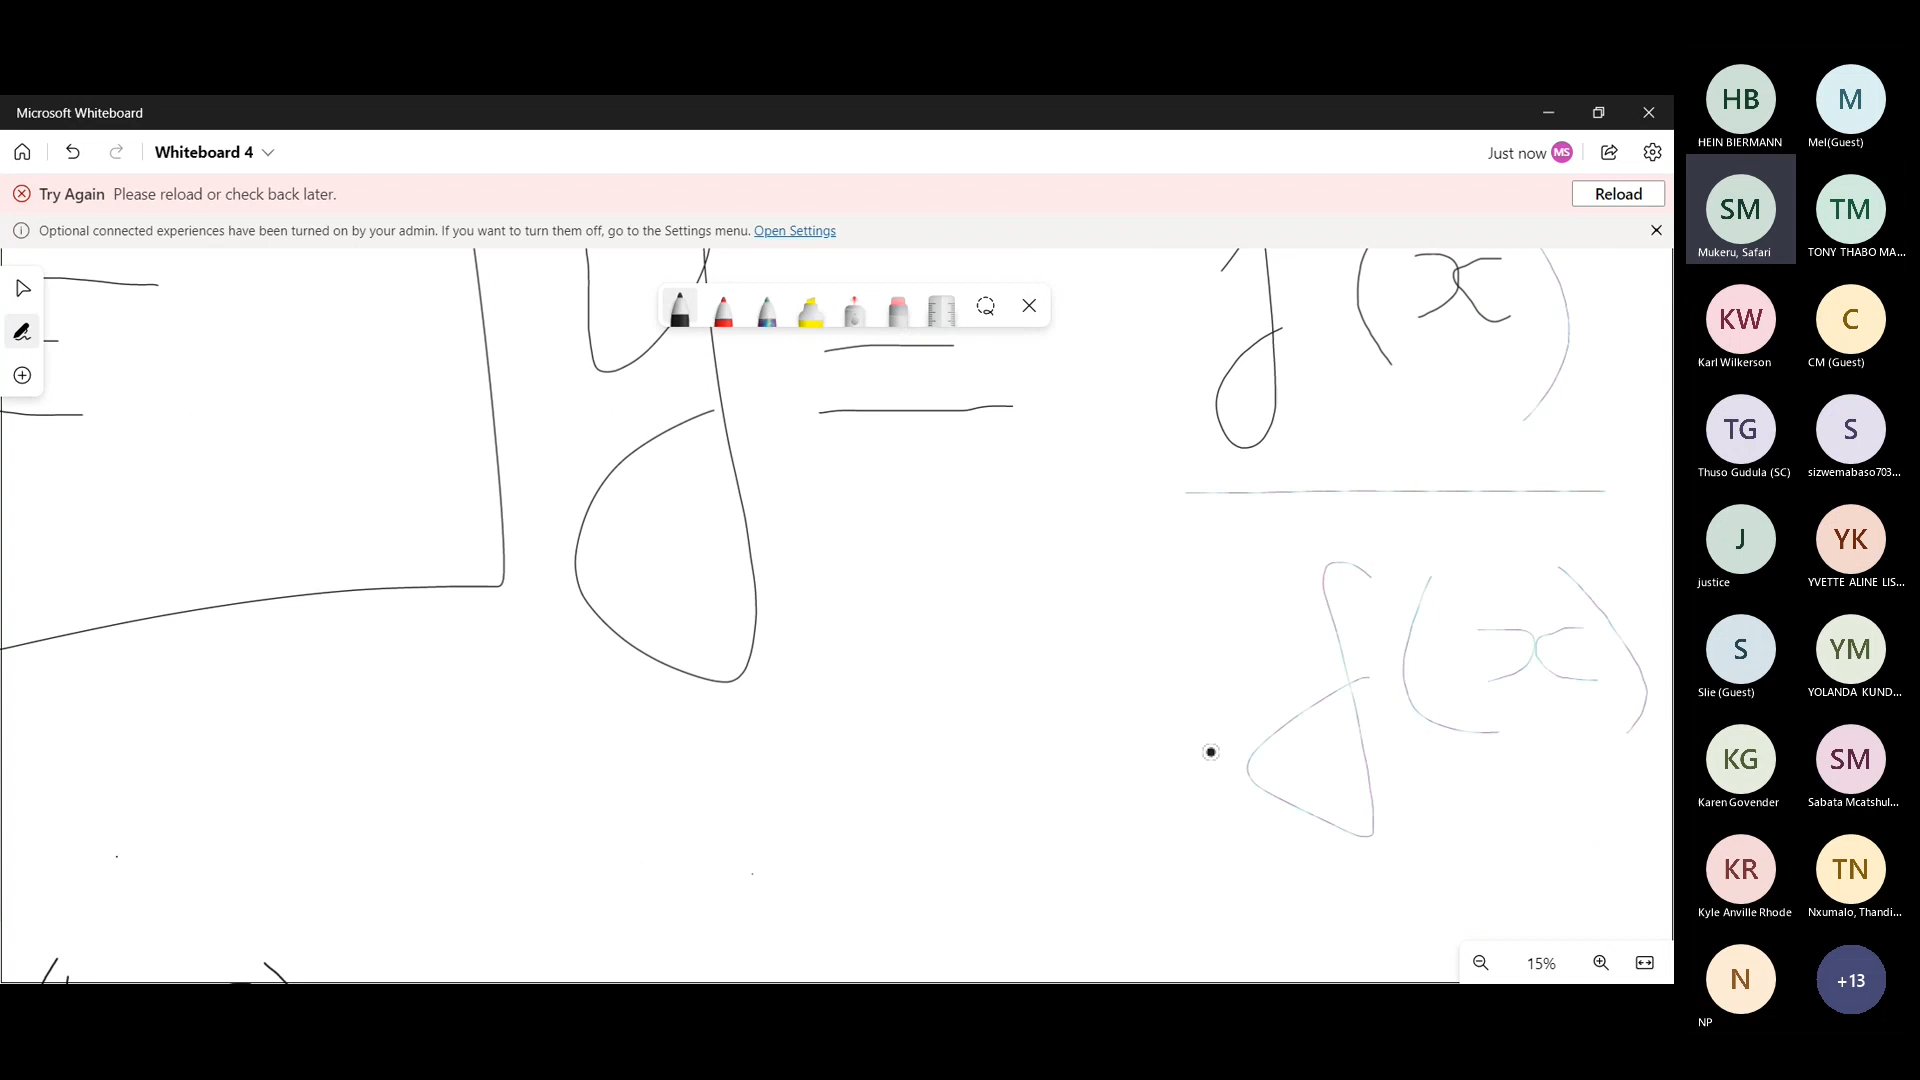 HB
M
Microsoft Whiteboard
HEIN BIERMANN
Mel(Guest)
Whiteboard 4
Just now MS
Try Again Please reload or check back later.
Reload
SM
TM
Optional connected experiences have been turned on by your admin. If you want to turn them off, go to the Settings menu. Open Settings
Mukeru, Safari
TONY THABO MA...
(x)
y =
KW
C
Karl Wilkerson
CM (Guest)
TG
S
Thuso Gudula (SC)
sizwemabaso703...
J
YK
justice
YVETTE ALINE LIS...
f(x)
S
YM
Slie (Guest)
YOLANDA KUND...
KG
SM
Karen Govender
Sabata Mcatshul...
KR
TN
Kyle Anville Rhode
Nxumalo, Thandi...
15%
N
+13
NP